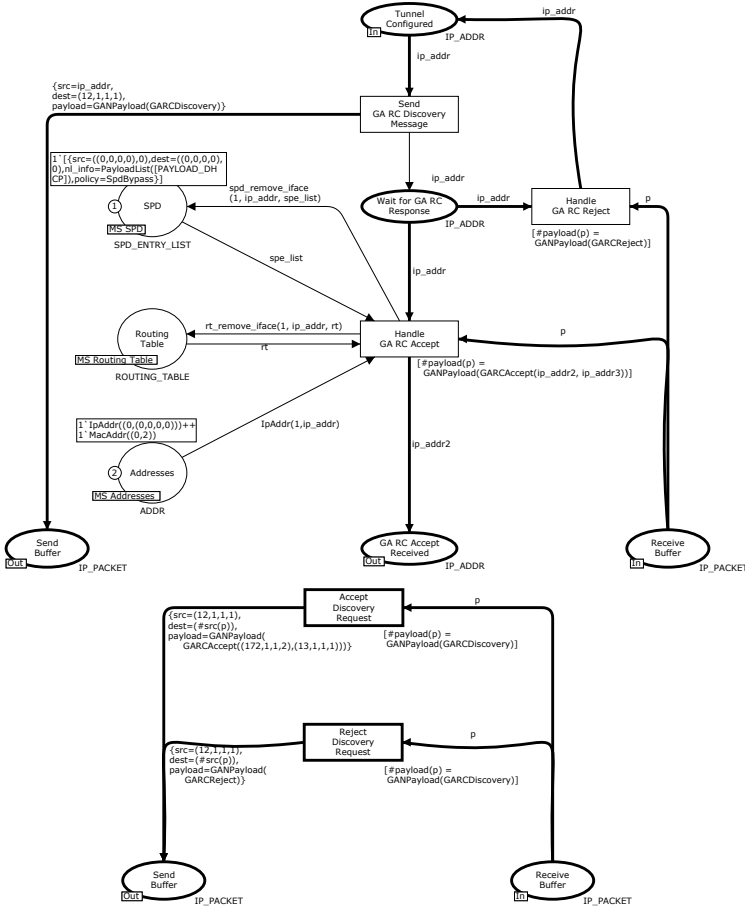 Tunnel
Configured
In
IP_ADDR
ip_addr
ip_addr
{src=ip_addr,
dest=(12,1,1,1),
payload=GANPayload(GARCDiscovery)}
Send
GA RC Discovery
Message
1`[{src=((0,0,0,0),0),dest=((0,0,0,0),
0),nl_info=PayloadList([PAYLOAD_DH
CP]),policy=SpdBypass}]
1
SPD
MS SPD
SPD_ENTRY_LIST
spd_remove_iface
(1, ip_addr, spe_list)
ip_addr
Wait for GA RC
Response
IP_ADDR
ip_addr
Handle
GA RC Reject
p
[#payload(p) =
GANPayload(GARCReject)]
spe_list
ip_addr
Routing
Table
MS Routing Table
ROUTING_TABLE
rt_remove_iface(1, ip_addr, rt)
rt
Handle
GA RC Accept
p
[#payload(p) =
GANPayload(GARCAccept(ip_addr2, ip_addr3))]
1`IpAddr((0,(0,0,0,0)))++
1`MacAddr((0,2))
2
Addresses
MS Addresses
ADDR
IpAddr(1,ip_addr)
ip_addr2
Send
Buffer
Out
IP_PACKET
GA RC Accept
Received
Out
IP_ADDR
Receive
Buffer
In
IP_PACKET
Accept
Discovery
Request
p
{src=(12,1,1,1),
dest=(#src(p)),
payload=GANPayload(
GARCAccept((172,1,1,2),(13,1,1,1)))}
[#payload(p) =
GANPayload(GARCDiscovery)]
Reject
Discovery
Request
p
{src=(12,1,1,1),
dest=(#src(p)),
payload=GANPayload(
GARCReject)}
[#payload(p) =
GANPayload(GARCDiscovery)]
Send
Buffer
Out
IP_PACKET
Receive
Buffer
In
IP_PACKET